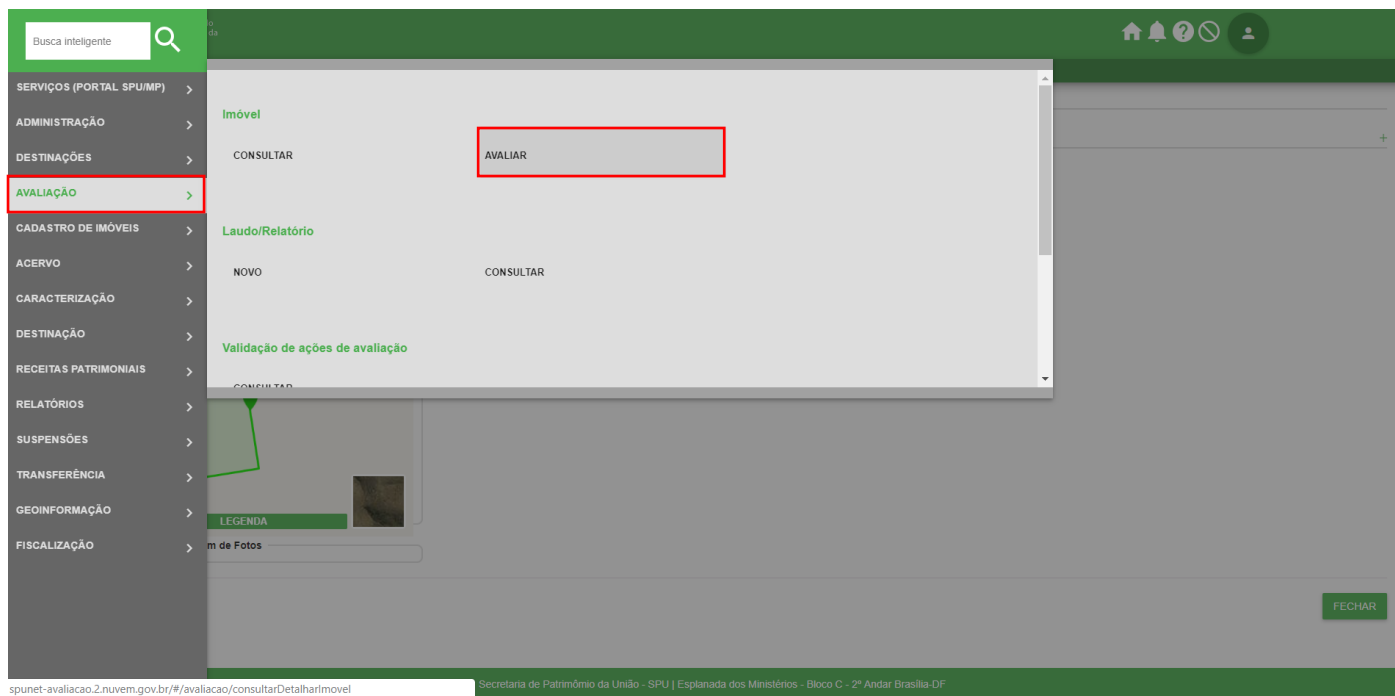 Busca inteligente
SERVIÇOS (PORTAL SPU/MP)
ADMINISTRAÇÃO
DESTINAÇÕES
AVALIAÇÃO
CADASTRO DE IMÓVEIS
ACERVO
CARACTERIZAÇÃO
DESTINAÇÃO
RECEITAS PATRIMONIAIS
RELATÓRIOS
SUSPENSÕES
TRANSFERÊNCIA
GEOINFORMAÇÃO
FISCALIZAÇÃO
Imóvel
CONSULTAR AVALIAR
Laudo/Relatório
NOVO CONSULTAR
Validação de ações de avaliação
CONSULTAR
LEGENDA
m de Fotos
FECHAR
Secretaria de Patrimônio da União - SPU | Esplanada dos Ministérios - Bloco C - 2º Andar Brasília-DF
spunet-avaliacao.2.nuvem.gov.br/#/avaliacao/consultarDetalharImovel